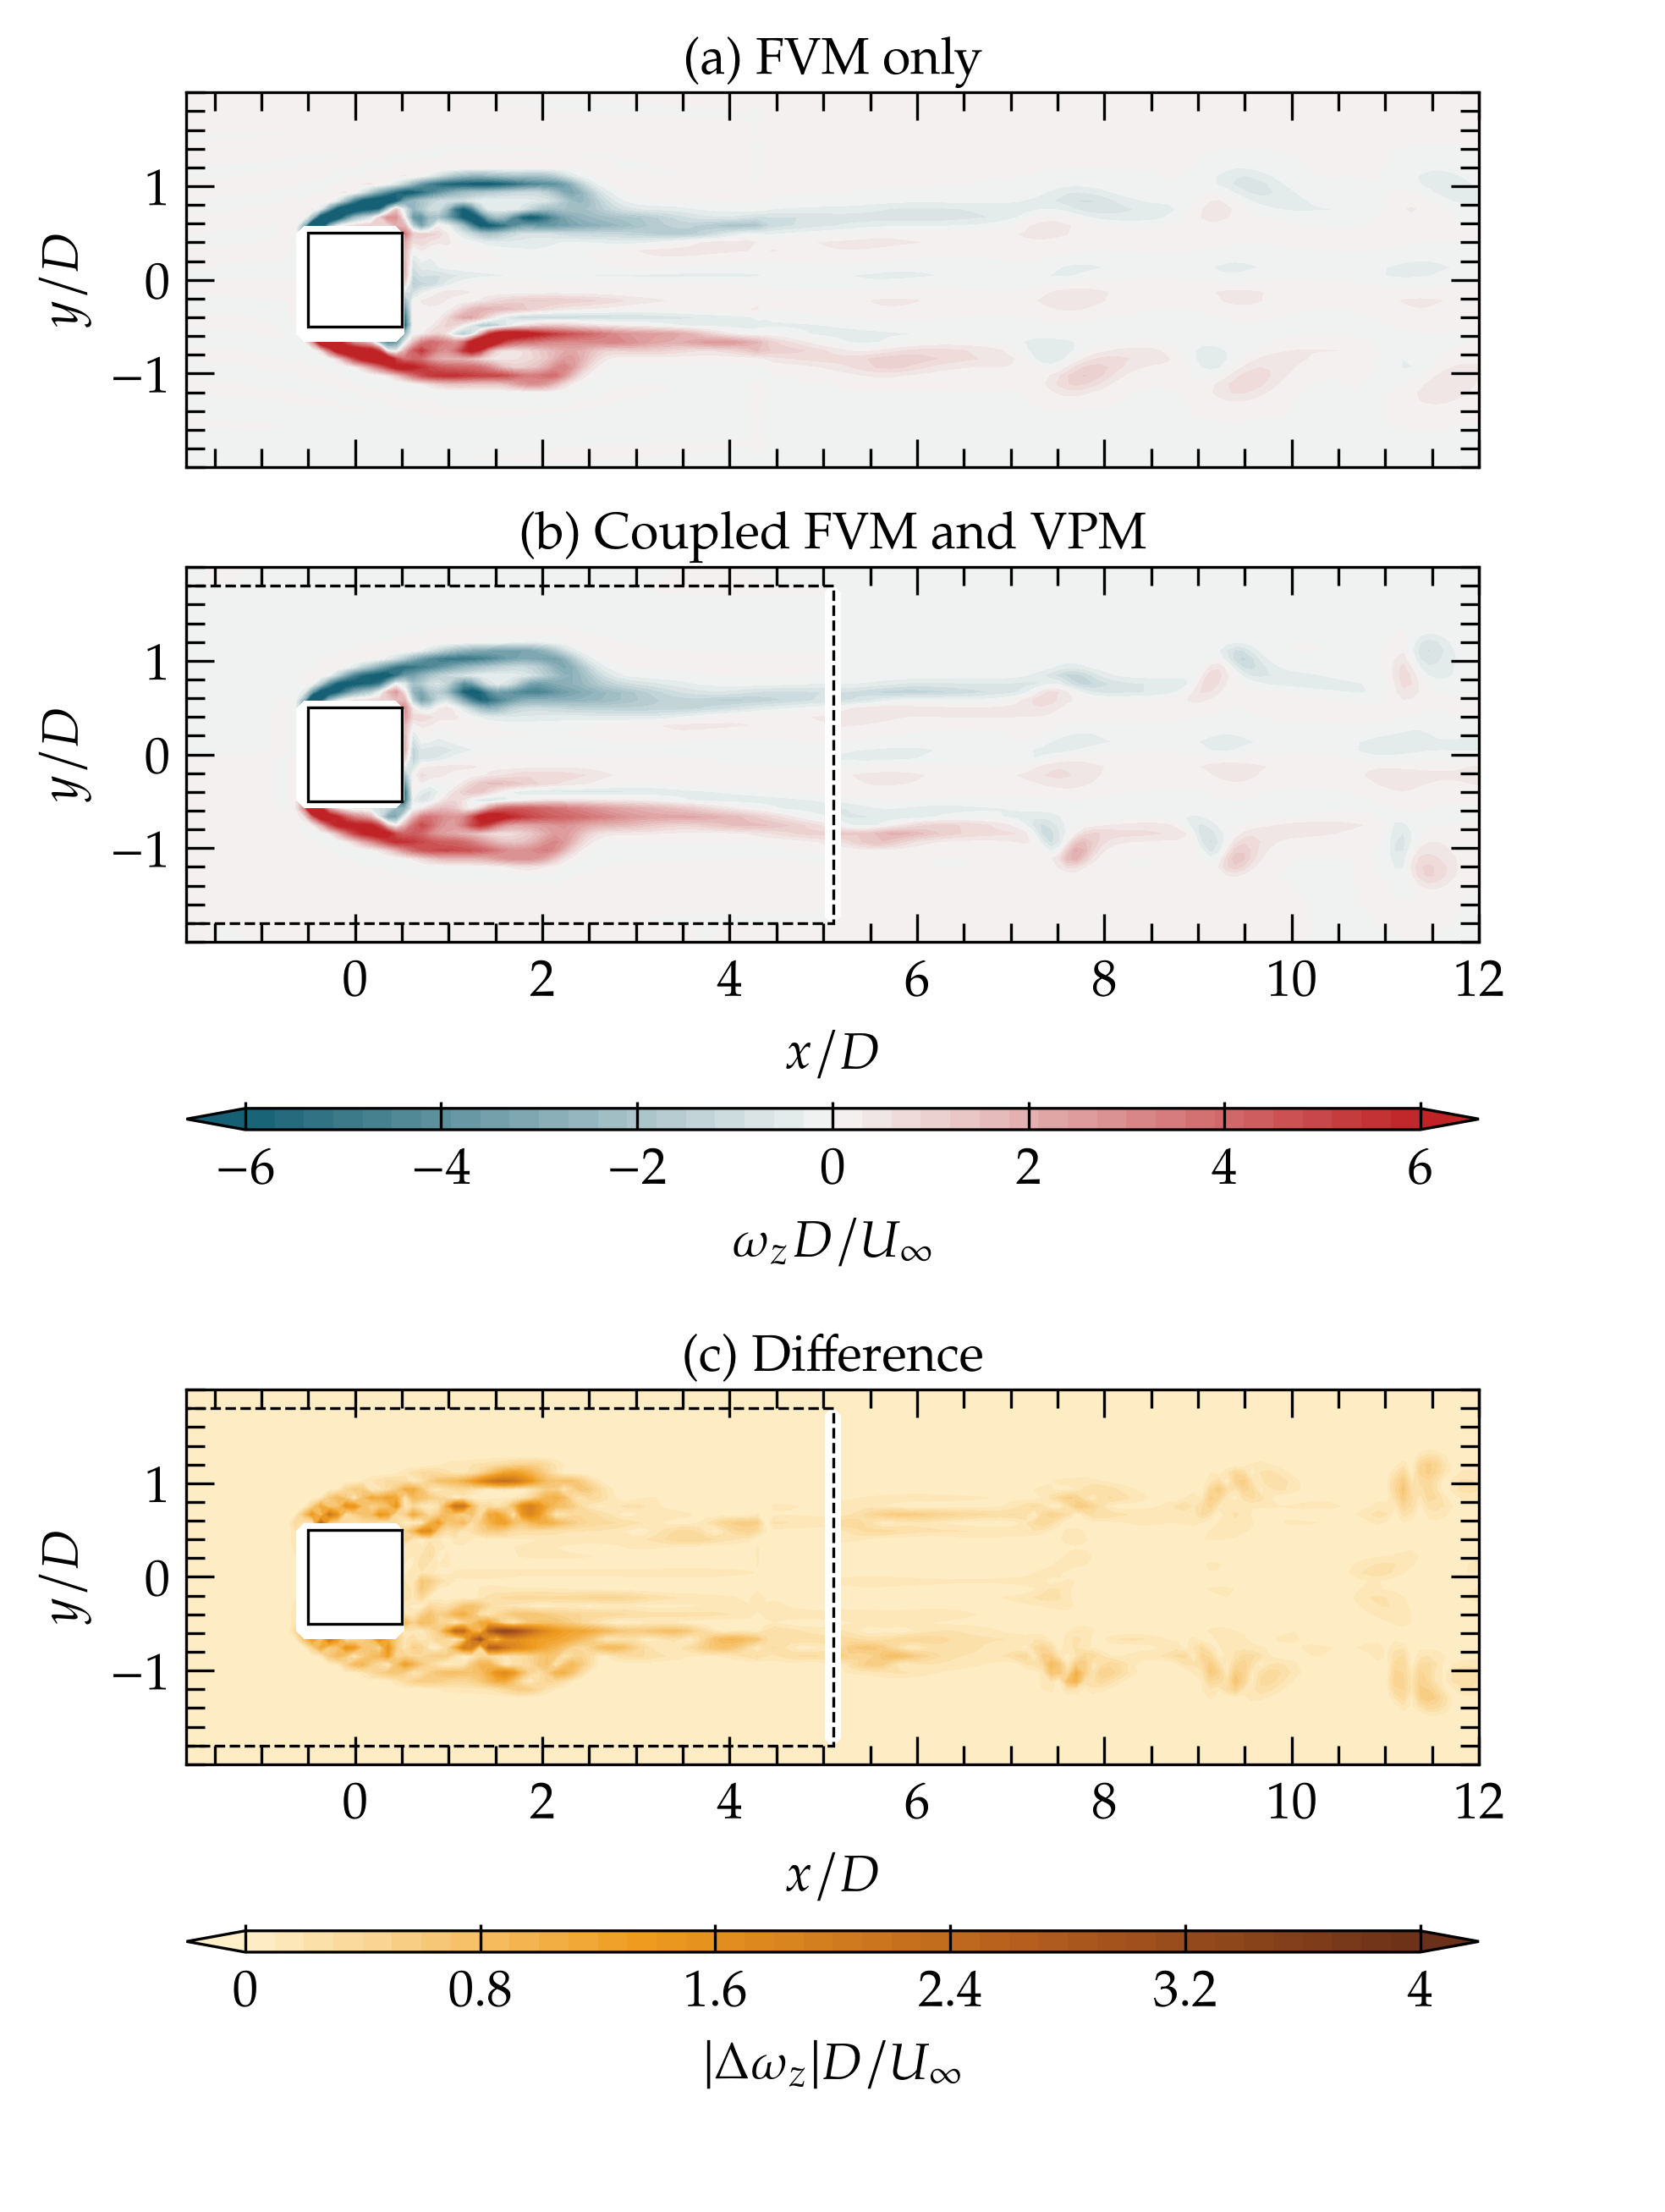 (a) FVM only
1
0
−1
y/D
(b) Coupled FVM and VPM
1
0
−1
y/D
0 2 4 6 8 10 12
x/D
−6 −4 −2 0 2 4 6
ω_z D/U_∞
(c) Difference
1
0
−1
y/D
0 2 4 6 8 10 12
x/D
0 0.8 1.6 2.4 3.2 4
|Δω_z|D/U_∞